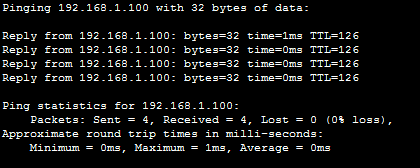 Pinging 192.168.1.100 with 32 bytes of data:
Reply from 192.168.1.100: bytes=32 time=1ms TTL=126
Reply from 192.168.1.100: bytes=32 time=0ms TTL=126
Reply from 192.168.1.100: bytes=32 time=0ms TTL=126
Reply from 192.168.1.100: bytes=32 time=0ms TTL=126
Ping statistics for 192.168.1.100:
Packets: Sent = 4, Received = 4, Lost = 0 (0% loss),
Approximate round trip times in milli-seconds:
Minimum = 0ms, Maximum = 1ms, Average = 0ms